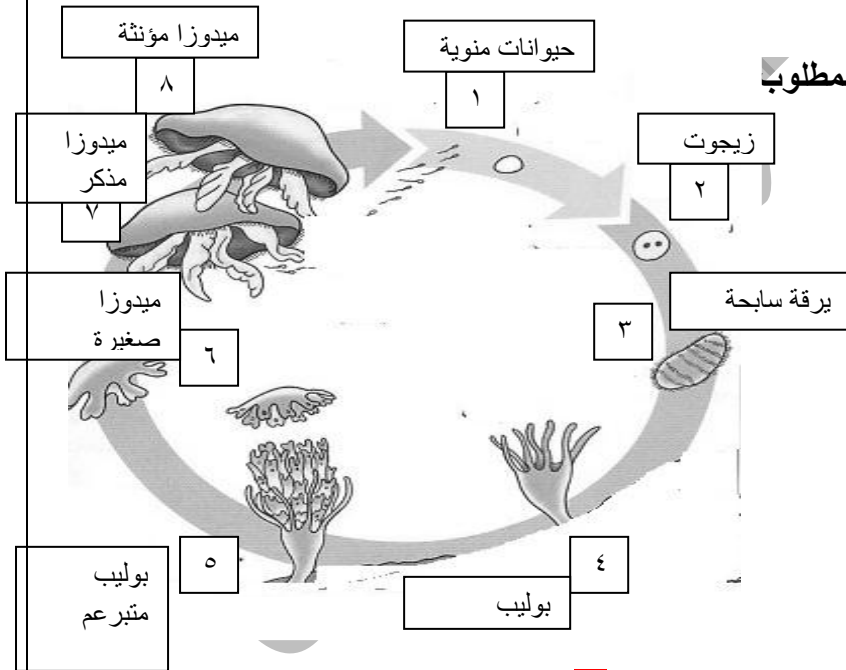 ميدوزا مؤنثة
٨
حيوانات منوية
١
مطلوب
زيجوت
٢
ميدوزا
مذكر
٧
يرقة سابحة
٣
ميدوزا
صغيرة
٦
بوليب
متبرعم
٥
بوليب
٤